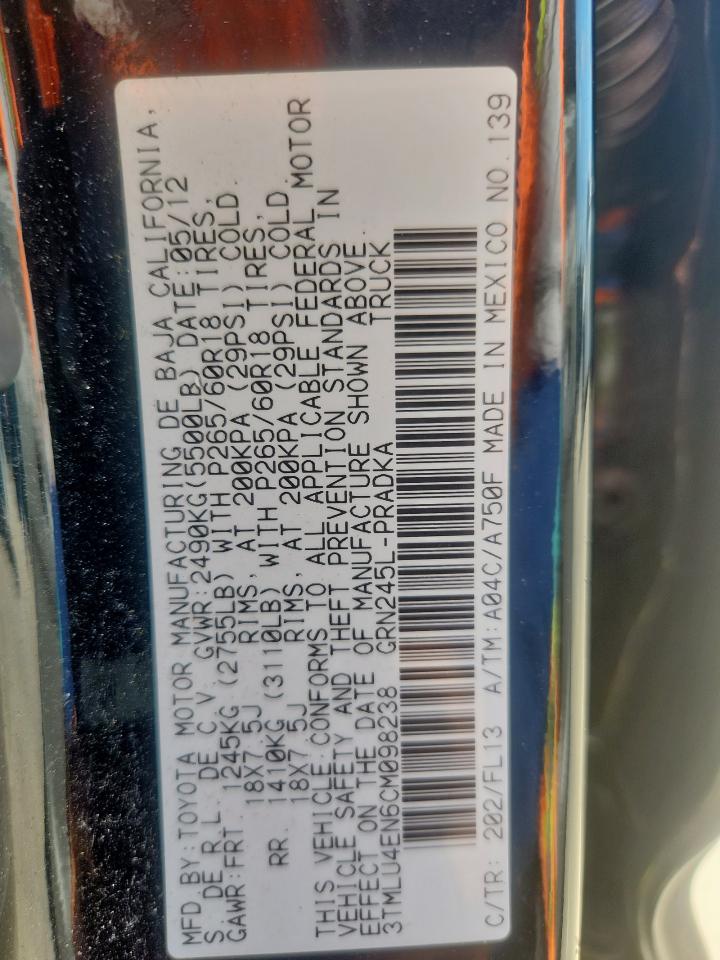 MFD BY:TOYOTA MOTOR MANUFACTURING DE BAJA CALIFORNIA,
S DE R L DE C V GVWR:2490KG(5500LB) DATE:05/12
GAWR:FRT 1245KG (2755LB) WITH P265/60R18 TIRES,
18X7.5J RIMS, AT 200KPA (29PSI) COLD.
RR. 1410KG (3110LB) WITH P265/60R18 TIRES,
18X7.5J RIMS, AT 200KPA (29PSI) COLD.
THIS VEHICLE CONFORMS TO ALL APPLICABLE FEDERAL MOTOR
VEHICLE SAFETY AND THEFT PREVENTION STANDARDS IN
EFFECT ON THE DATE OF MANUFACTURE SHOWN ABOVE.
3TMLU4EN6CM098238 GRN245L-PRADKA TRUCK
C/TR: 202/FL13 A/TM:A04C/A750F MADE IN MEXICO NO.139